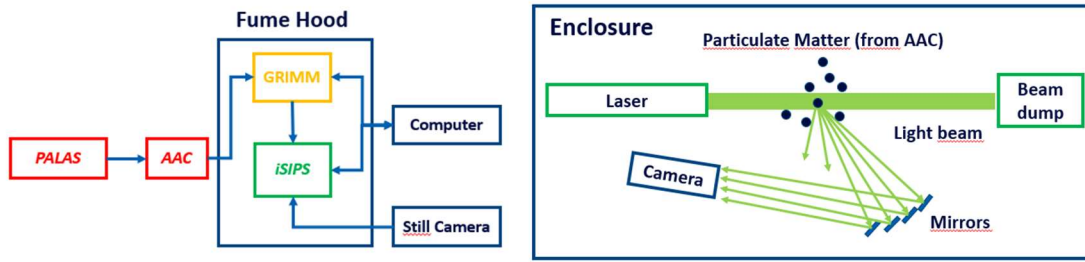 Fume Hood
GRIMM
PALAS
AAC
iSIPS
Computer
Still Camera
Enclosure
Particulate Matter (from AAC)
Laser
Beam
dump
Light beam
Camera
Mirrors